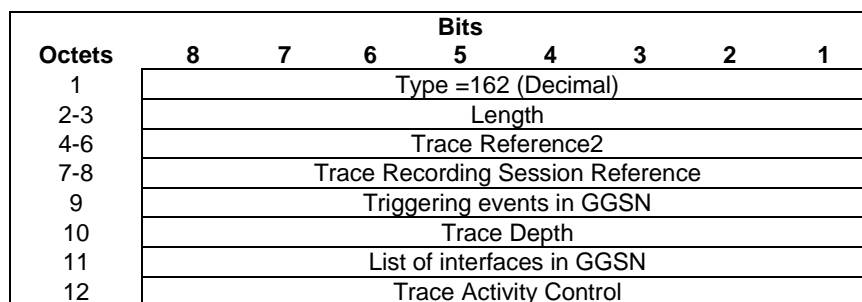 Bits
Octets 8 7 6 5 4 3 2 1
1 Type =162 (Decimal)
2-3 Length
4-6 Trace Reference2
7-8 Trace Recording Session Reference
9 Triggering events in GGSN
10 Trace Depth
11 List of interfaces in GGSN
12 Trace Activity Control